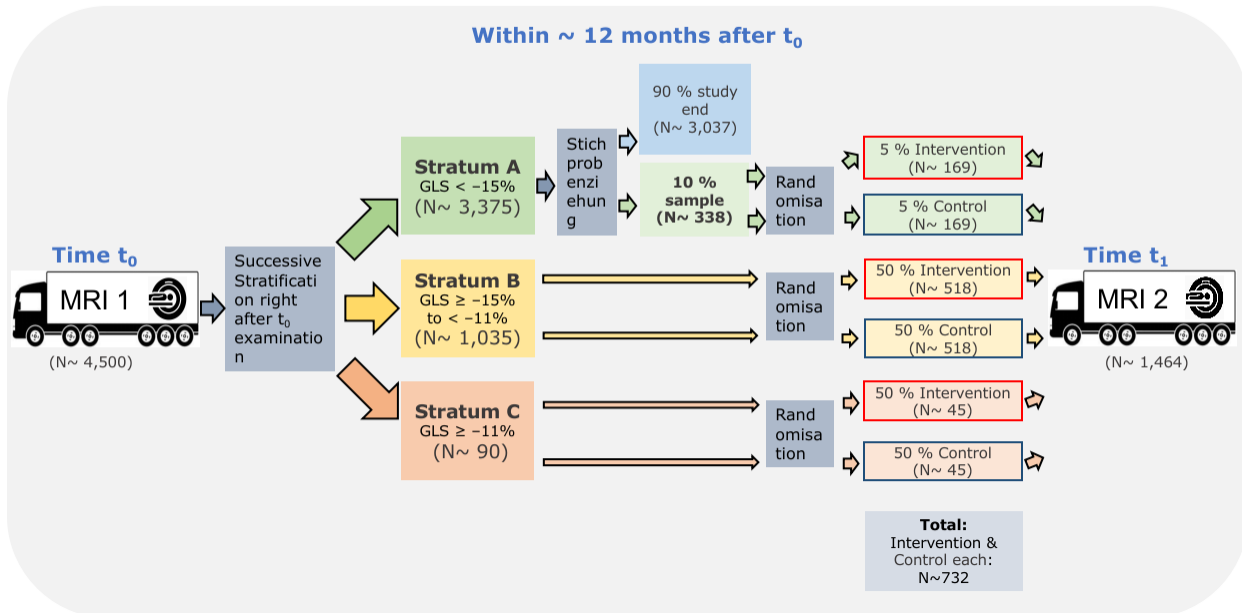 Within ~ 12 months after t0
Time t0
MRI 1
(N~ 4,500)
Successive
Stratificati
on right
after t0
examinatio
n
Stratum A
GLS < –15%
(N~ 3,375)
Stich
prob
enzi
ehun
g
90 % study
end
(N~ 3,037)
10 %
sample
(N~ 338)
Rand
omisa
tion
5 % Intervention
(N~ 169)
5 % Control
(N~ 169)
Stratum B
GLS ≥ –15%
to < –11%
(N~ 1,035)
Rand
omisa
tion
50 % Intervention
(N~ 518)
50 % Control
(N~ 518)
Stratum C
GLS ≥ –11%
(N~ 90)
Rand
omisa
tion
50 % Intervention
(N~ 45)
50 % Control
(N~ 45)
Time t1
MRI 2
(N~ 1,464)
Total:
Intervention &
Control each:
N~732